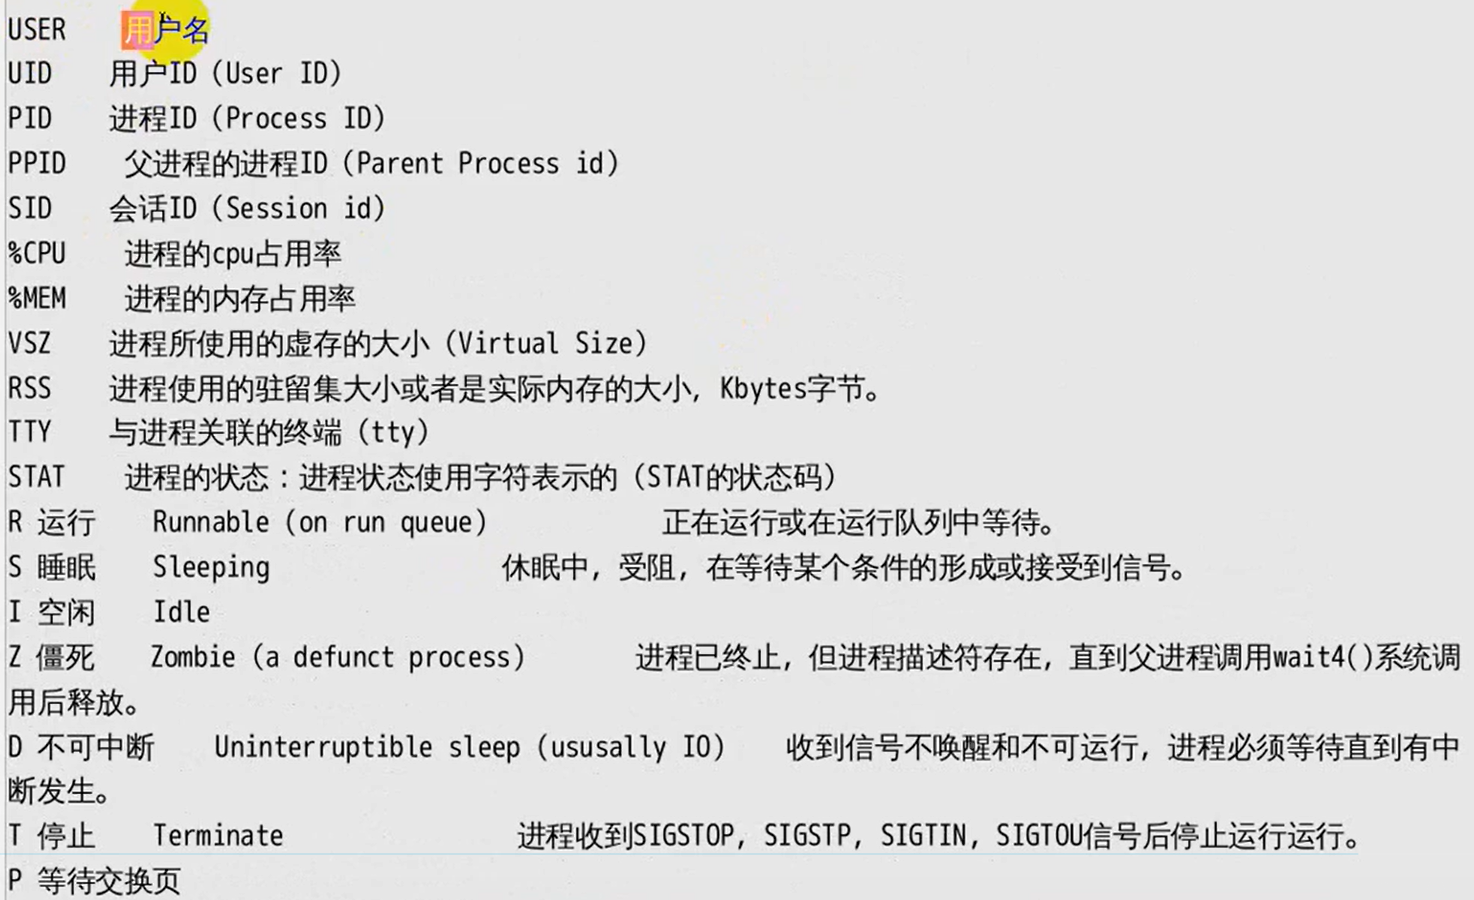 USER 用户名
UID 用户ID（User ID）
PID 进程ID（Process ID）
PPID 父进程的进程ID（Parent Process id）
SID 会话ID（Session id）
%CPU 进程的cpu占用率
%MEM 进程的内存占用率
VSZ 进程所使用的虚存的大小（Virtual Size）
RSS 进程使用的驻留集大小或者是实际内存的大小，Kbytes字节。
TTY 与进程关联的终端（tty）
STAT 进程的状态：进程状态使用字符表示的（STAT的状态码）
R 运行 Runnable（on run queue） 正在运行或在运行队列中等待。
S 睡眠 Sleeping 休眠中，受阻，在等待某个条件的形成或接受到信号。
I 空闲 Idle
Z 僵死 Zombie（a defunct process） 进程已终止，但进程描述符存在，直到父进程调用wait4()系统调
用后释放。
D 不可中断 Uninterruptible sleep（ususally IO） 收到信号不唤醒和不可运行，进程必须等待直到有中
断发生。
T 停止 Terminate 进程收到SIGSTOP，SIGSTP，SIGTIN，SIGTOU信号后停止运行运行。
P 等待交换页